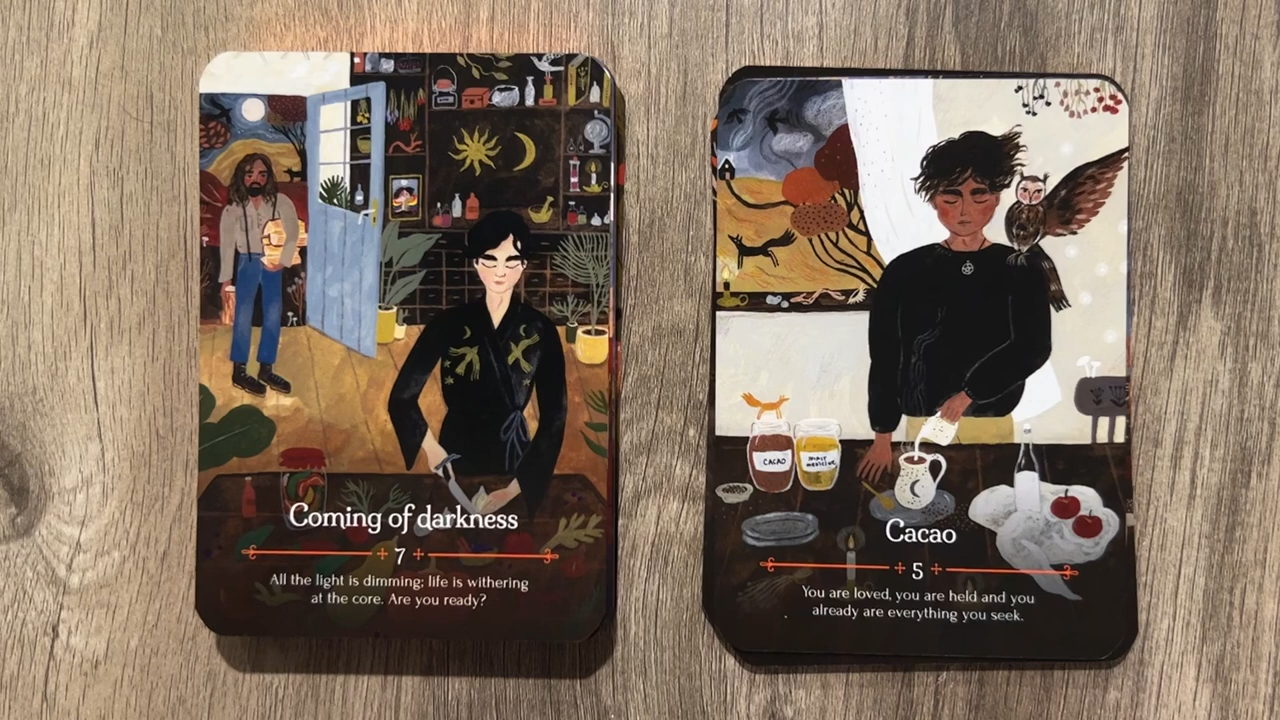 Coming of darkness
7
All the light is dimming; life is withering
at the core. Are you ready?
CACAO
Cacao
5
You are loved, you are held and you
already are everything you seek.